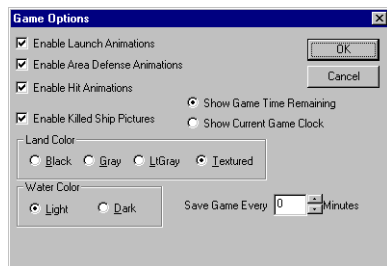 Game Options
Enable Launch Animations
OK
Enable Area Defense Animations
Cancel
Enable Hit Animations
Show Game Time Remaining
Enable Killed Ship Pictures
Show Current Game Clock
Land Color
Black Gray LtGray Textured
Water Color
Light Dark
Save Game Every 0 Minutes